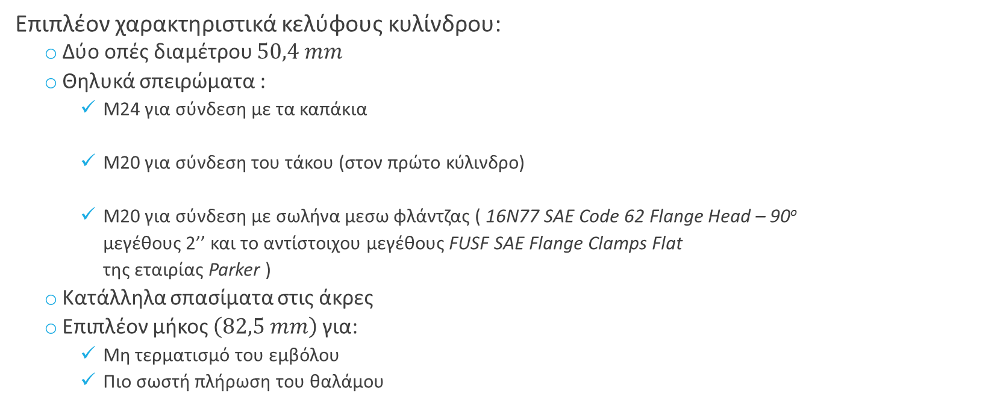 Επιπλέον χαρακτηριστικά κελύφους κυλίνδρου:
Δύο οπές διαμέτρου 50,4 mm
Θηλυκά σπειρώματα :
Μ24 για σύνδεση με τα καπάκια
Μ20 για σύνδεση του τάκου (στον πρώτο κύλινδρο)
Μ20 για σύνδεση με σωλήνα μεσω φλάντζας ( 16N77 SAE Code 62 Flange Head – 90º
μεγέθους 2’’ και το αντίστοιχου μεγέθους FUSF SAE Flange Clamps Flat
της εταιρίας Parker )
Κατάλληλα σπασίματα στις άκρες
Επιπλέον μήκος (82,5 mm) για:
Μη τερματισμό του εμβόλου
Πιο σωστή πλήρωση του θαλάμου